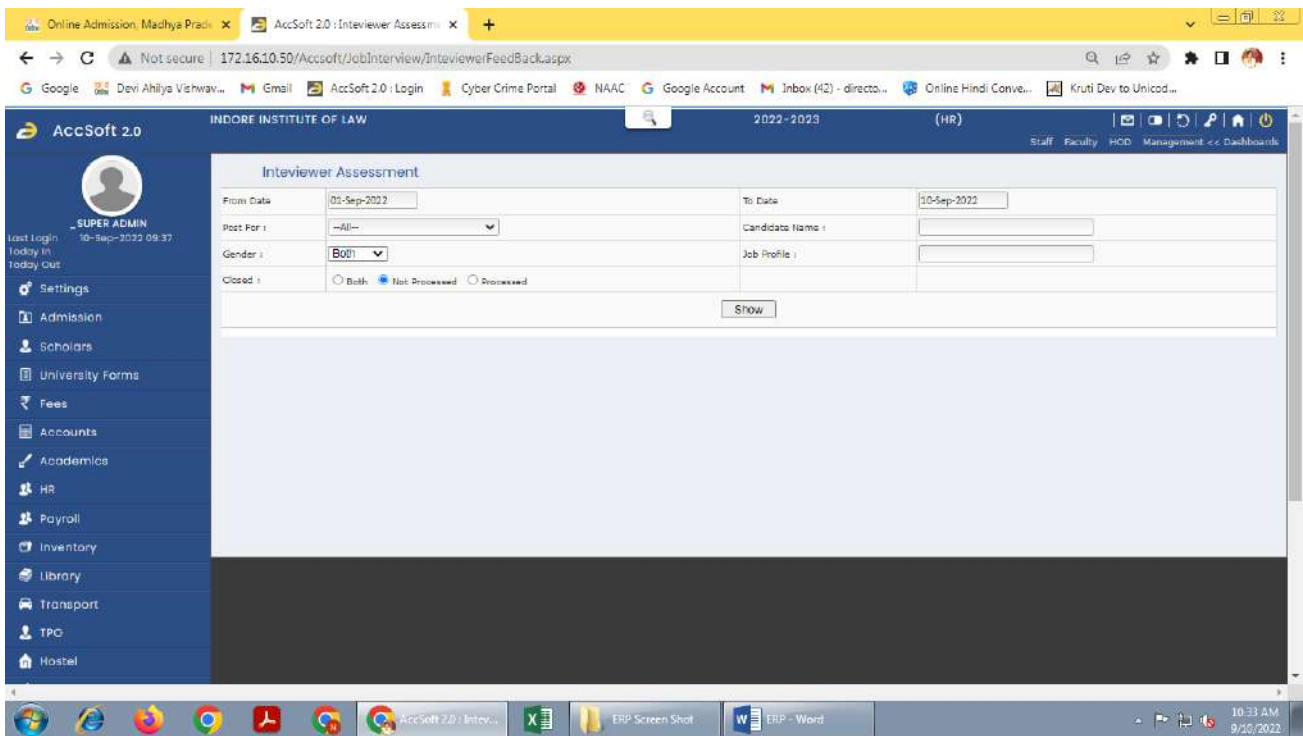 Online Admission, Madhya Prade
AccSoft 2.0 : Inteviewer Assessme
Not secure 172.16.10.50/Accsoft/JobInterview/InteviewerFeedBack.aspx
Google Devi Ahilya Vishwav... Gmail AccSoft 2.0 : Login Cyber Crime Portal NAAC Google Account Inbox (42) - directo... Online Hindi Conve... Kruti Dev to Unicod...
AccSoft 2.0 INDORE INSTITUTE OF LAW 2022-2023 (HR)
Staff Faculty HOD Management << Dashboards
_SUPER ADMIN
Last Login 10-Sep-2022 09:37
Today In
Today Out
Settings
Admission
Scholars
University Forms
Fees
Accounts
Academics
HR
Payroll
Inventory
Library
Transport
TPO
Hostel
Inteviewer Assessment
From Date 01-Sep-2022 To Date 10-Sep-2022
Post For : --All-- Candidate Name :
Gender : Both Job Profile :
Closed : Both Not Processed Processed
Show
AccSoft 2.0 : Intev... ERP Screen Shot ERP - Word
10:33 AM
9/10/2022